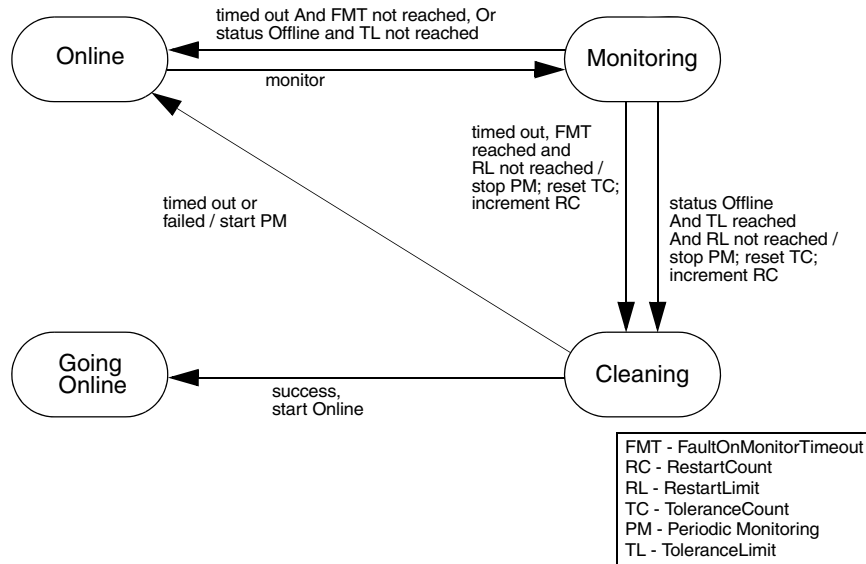 timed out And FMT not reached, Or
status Offline and TL not reached
Online
Monitoring
monitor
timed out, FMT
reached and
RL not reached /
stop PM; reset TC;
increment RC
timed out or
failed / start PM
status Offline
And TL reached
And RL not reached /
stop PM; reset TC;
increment RC
Going
Online
Cleaning
success,
start Online
FMT - FaultOnMonitorTimeout
RC - RestartCount
RL - RestartLimit
TC - ToleranceCount
PM - Periodic Monitoring
TL - ToleranceLimit